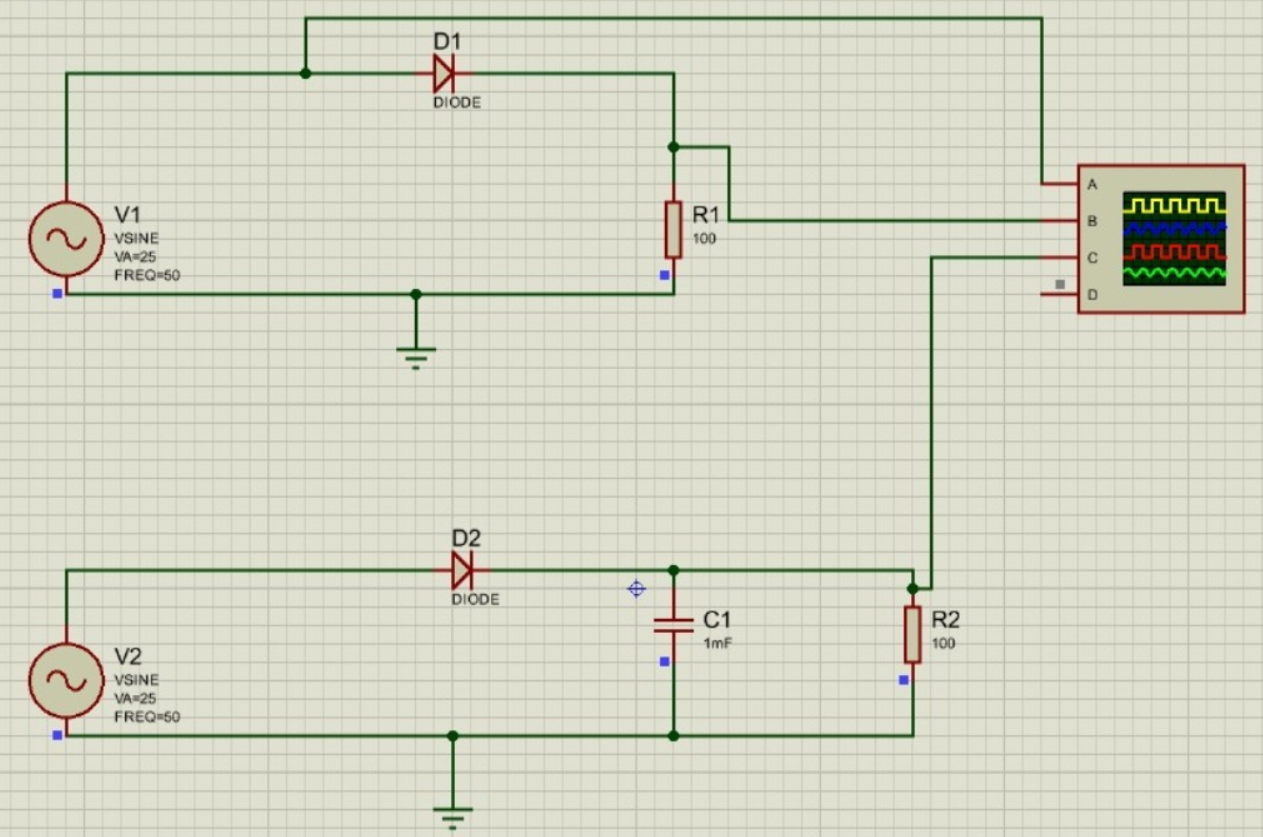 D1
DIODE
V1
VSINE
VA=25
FREQ=50
R1
100
A
B
C
D
D2
DIODE
V2
VSINE
VA=25
FREQ=50
C1
1mF
R2
100